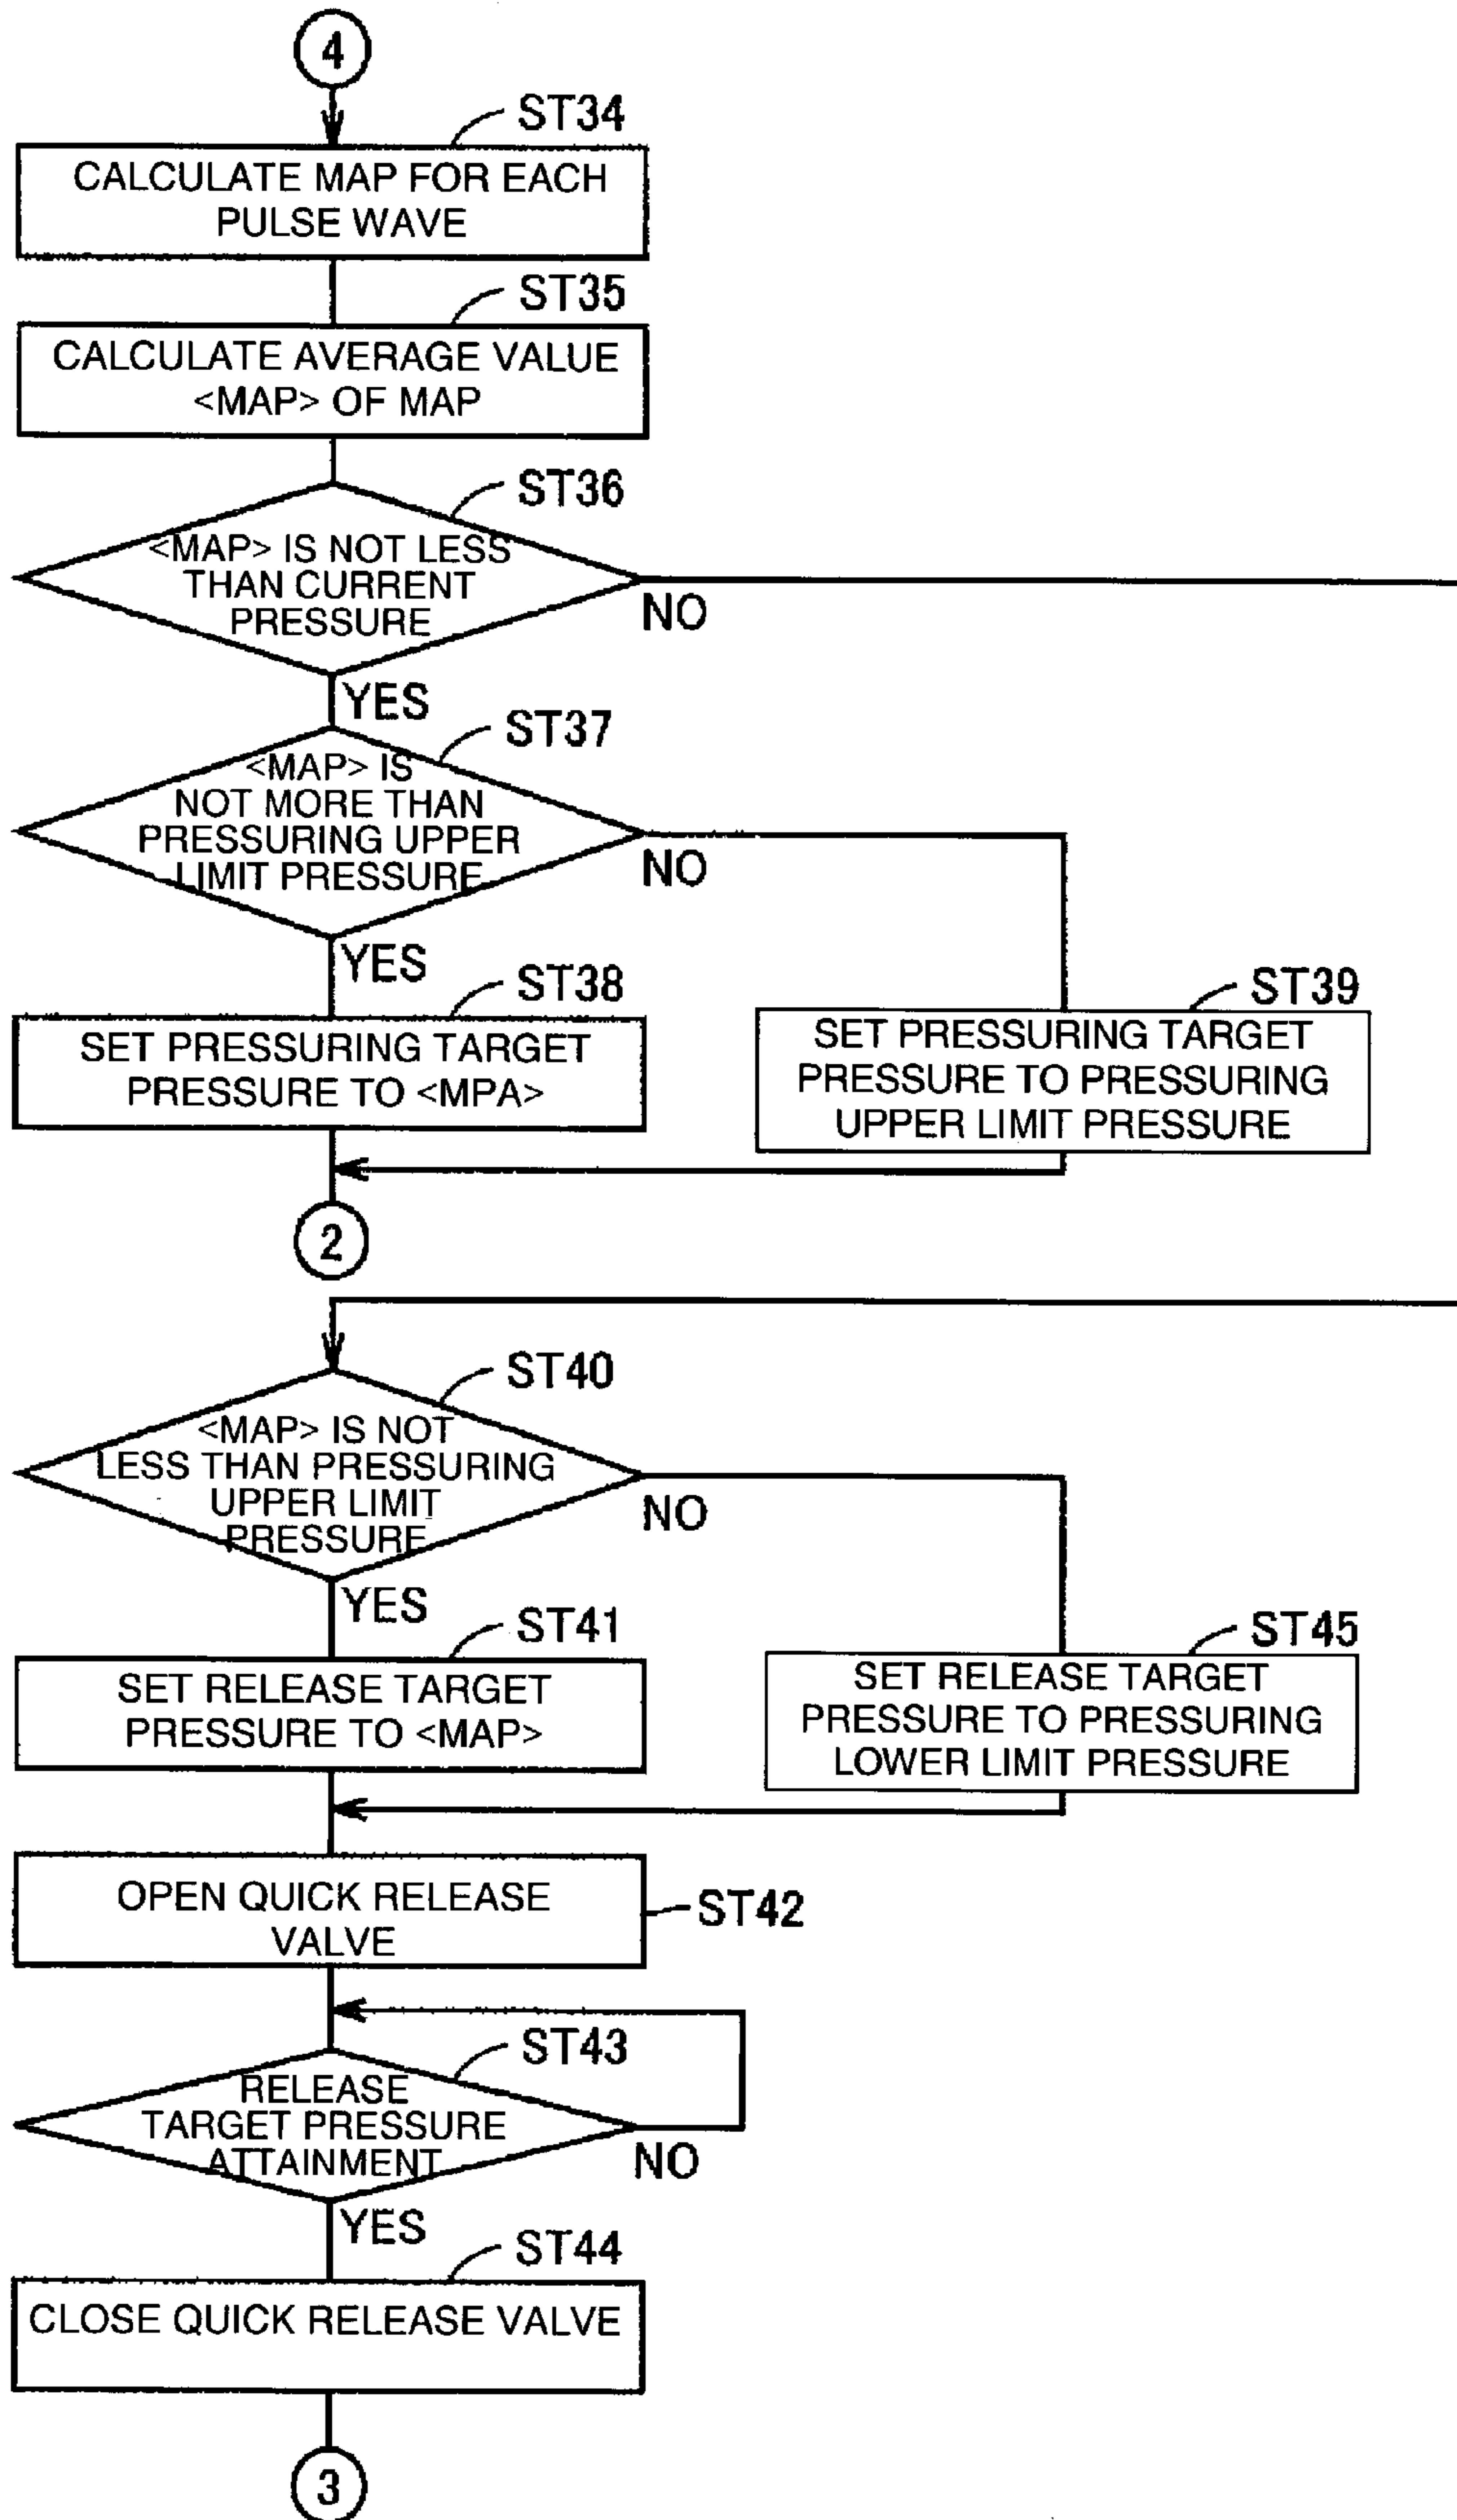 4
ST34
CALCULATE MAP FOR EACH
PULSE WAVE
ST35
CALCULATE AVERAGE VALUE
<MAP> OF MAP
ST36
<MAP> IS NOT LESS
THAN CURRENT
PRESSURE
NO
YES
ST37
<MAP> IS
NOT MORE THAN
PRESSURING UPPER
LIMIT PRESSURE
NO
YES
ST38
SET PRESSURING TARGET
PRESSURE TO <MPA>
ST39
SET PRESSURING TARGET
PRESSURE TO PRESSURING
UPPER LIMIT PRESSURE
2
ST40
<MAP> IS NOT
LESS THAN PRESSURING
UPPER LIMIT
PRESSURE
NO
YES
ST41
SET RELEASE TARGET
PRESSURE TO <MAP>
ST45
SET RELEASE TARGET
PRESSURE TO PRESSURING
LOWER LIMIT PRESSURE
OPEN QUICK RELEASE
VALVE
ST42
ST43
RELEASE
TARGET PRESSURE
ATTAINMENT
NO
YES
ST44
CLOSE QUICK RELEASE VALVE
3